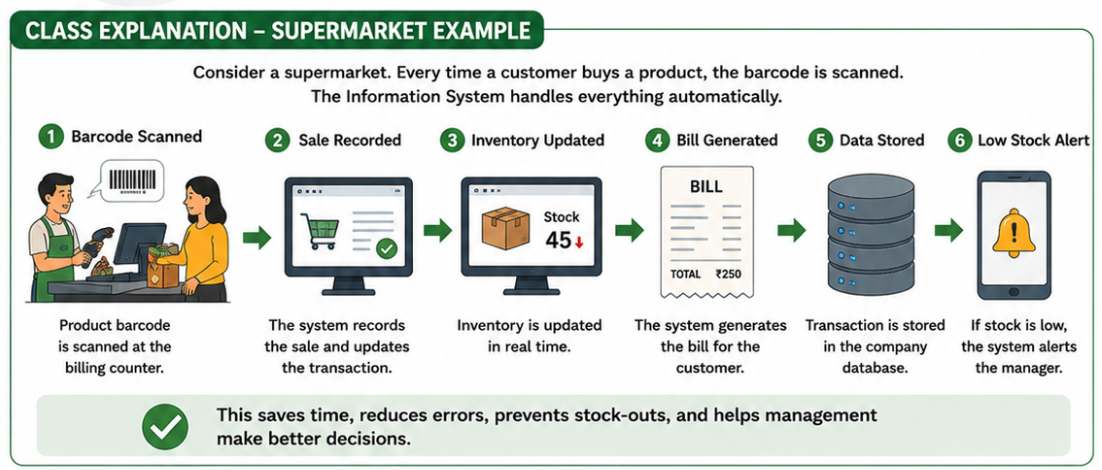 CLASS EXPLANATION – SUPERMARKET EXAMPLE
Consider a supermarket. Every time a customer buys a product, the barcode is scanned.
The Information System handles everything automatically.
1 Barcode Scanned
Product barcode
is scanned at the
billing counter.
2 Sale Recorded
The system records
the sale and updates
the transaction.
3 Inventory Updated
Stock
45↓
Inventory is updated
in real time.
4 Bill Generated
BILL
TOTAL ₹250
The system generates
the bill for the
customer.
5 Data Stored
Transaction is stored
in the company
database.
6 Low Stock Alert
!
If stock is low,
the system alerts
the manager.
This saves time, reduces errors, prevents stock-outs, and helps management
make better decisions.